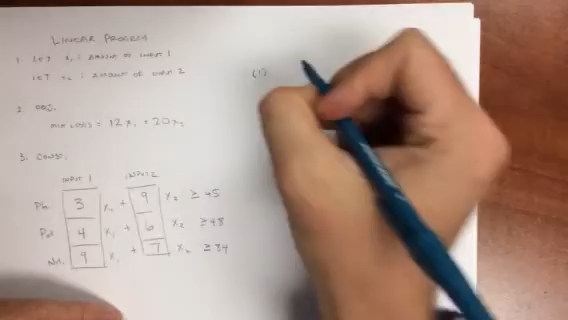 LINEAR PROGRAM
1. LET X₁ : AMOUNT OF INPUT 1
LET X₂ : AMOUNT OF INPUT 2
2. OBJ.
MIN COST = 12X₁ + 20X₂
3. CONST.
INPUT 1 INPUT 2
3 X₁ + 9 X₂ ≥ 45
Pot 4 X₁ + 6 X₂ ≥ 48
Nit. 9 X₁ + 7 X₂ ≥ 84
(1)